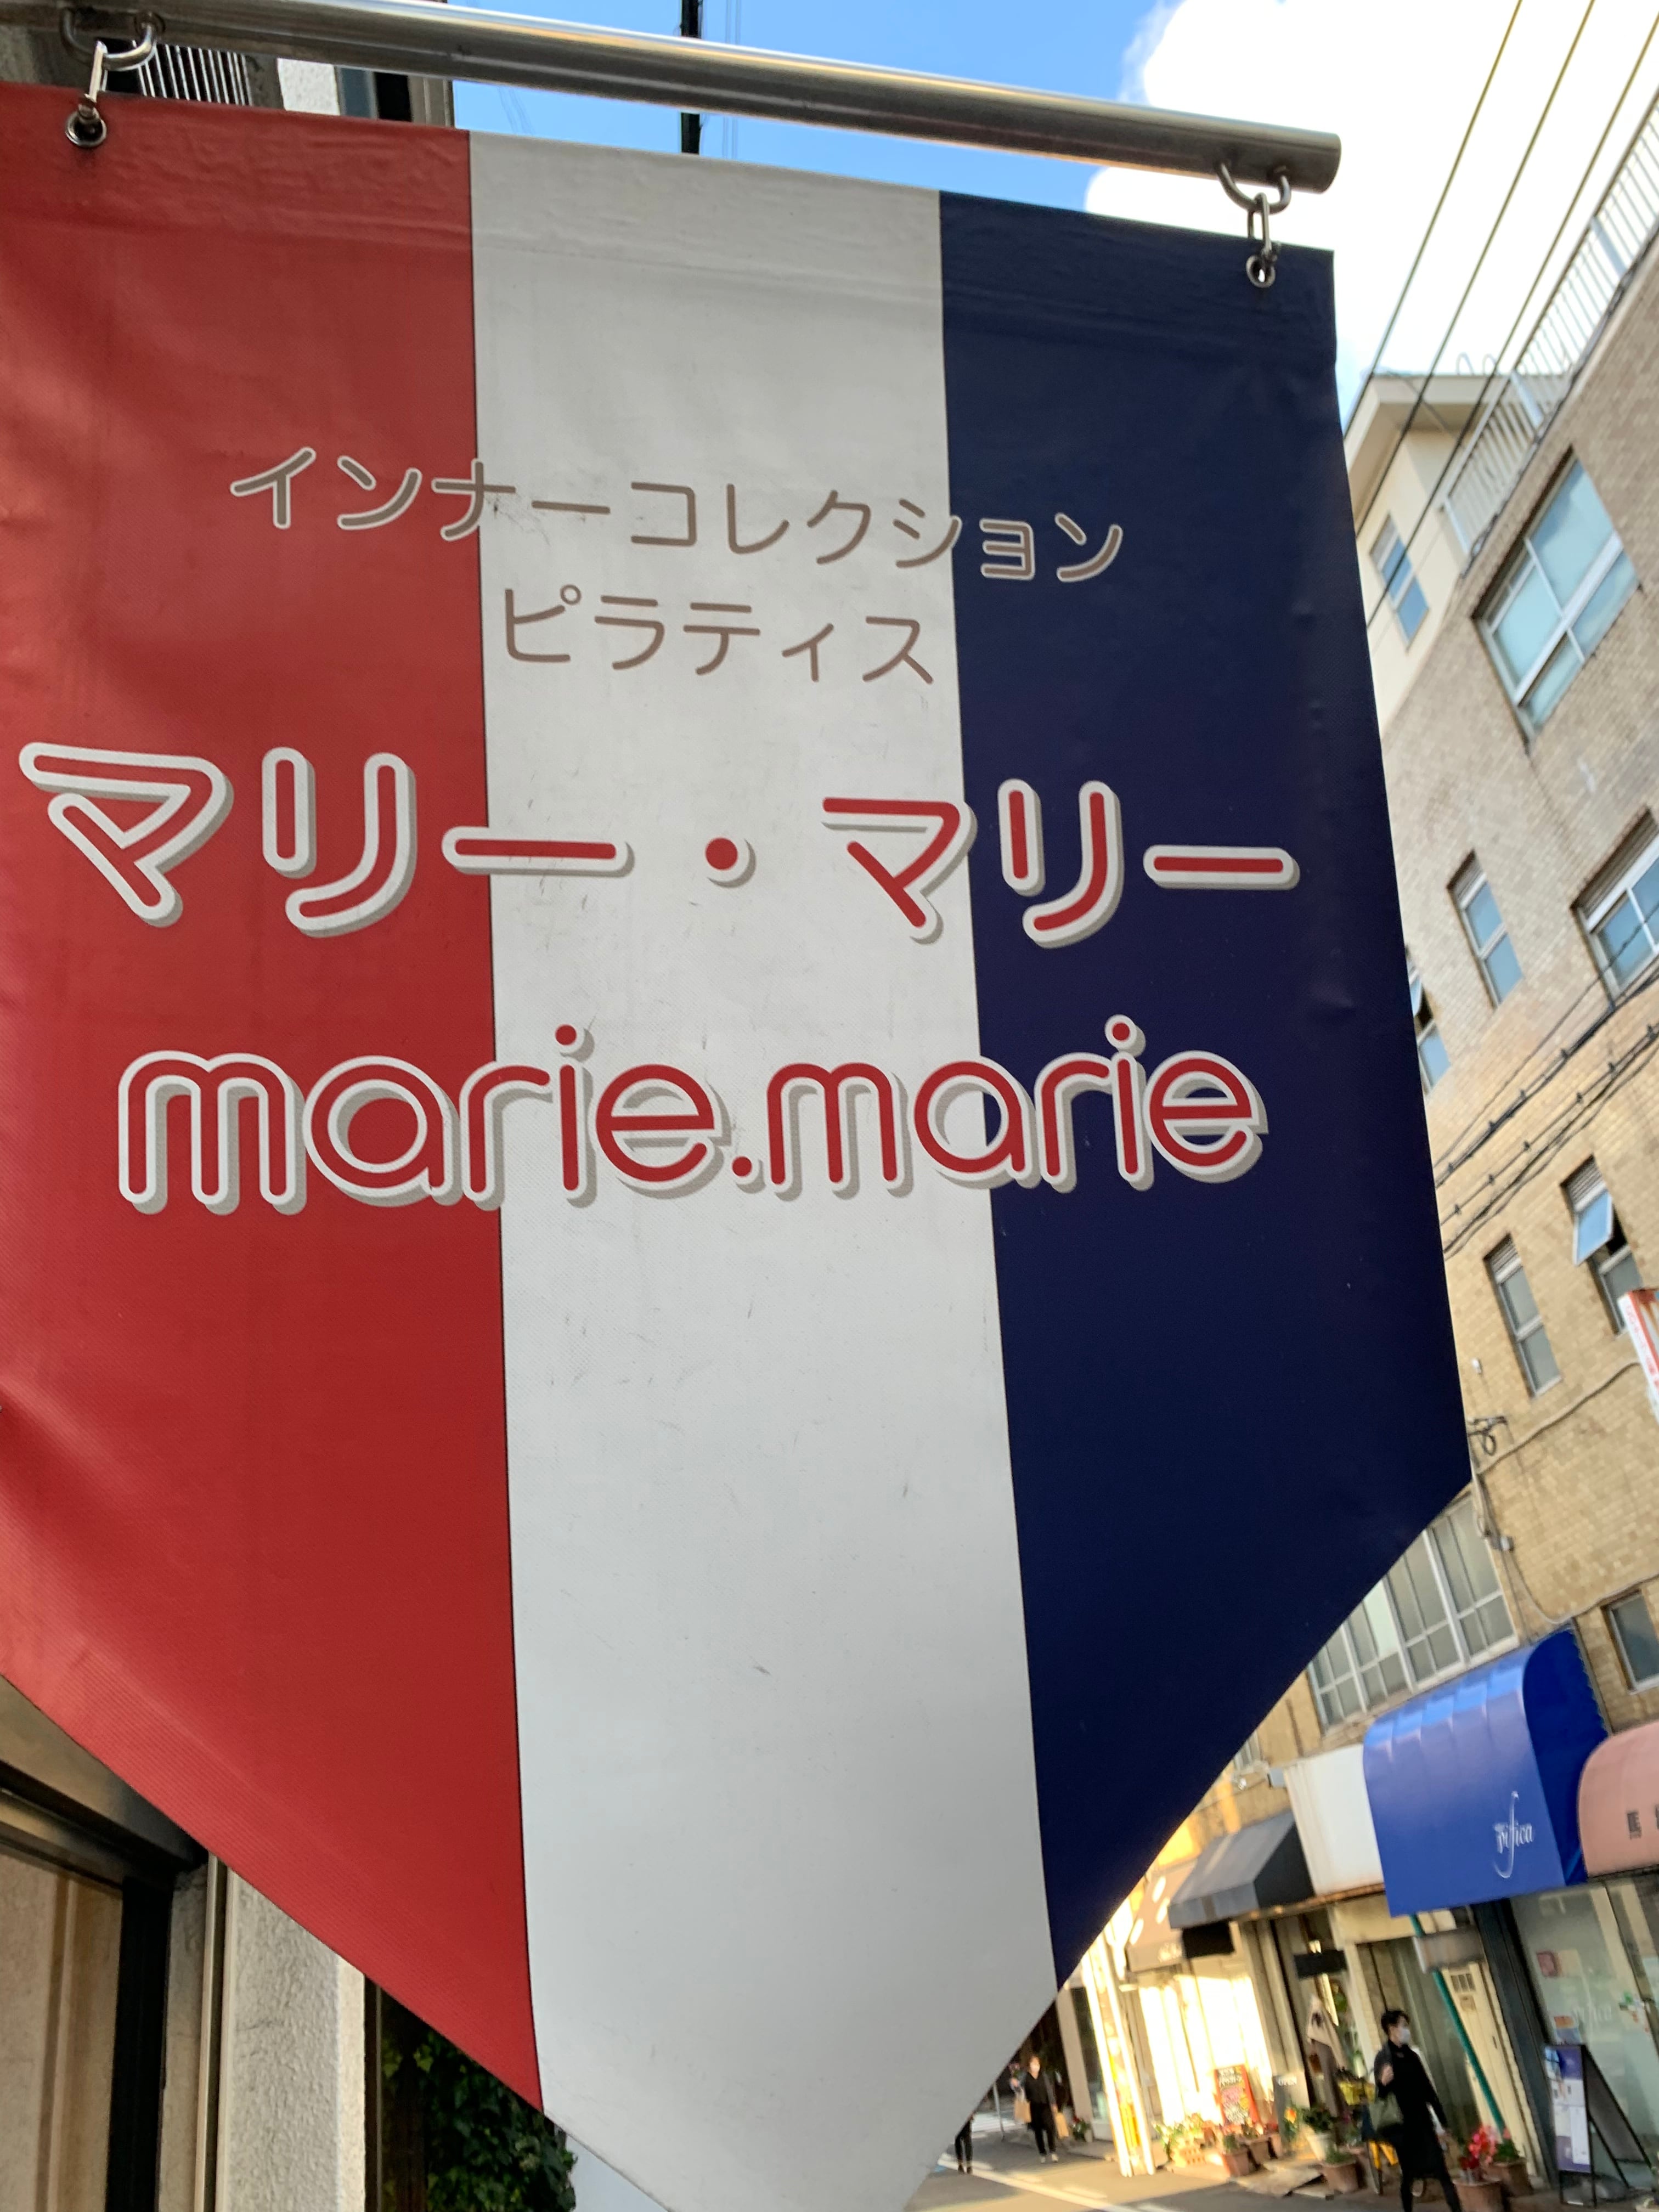 インナーコレクション
ピラティス
マリー・マリー
marie.marie
pifica